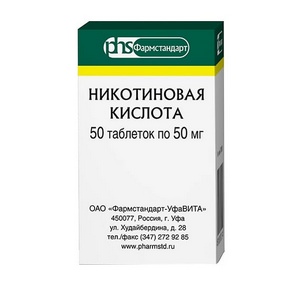 phs Фармстандарт
НИКОТИНОВАЯ
КИСЛОТА
50 таблеток по 50 мг
ОАО «Фармстандарт-УфаВИТА»
450077, Россия, г. Уфа
ул. Худайбердина, д. 28
тел./факс (347) 272 92 85
www.pharmstd.ru